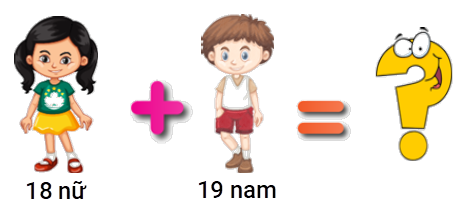 18 nữ + 19 nam = ?